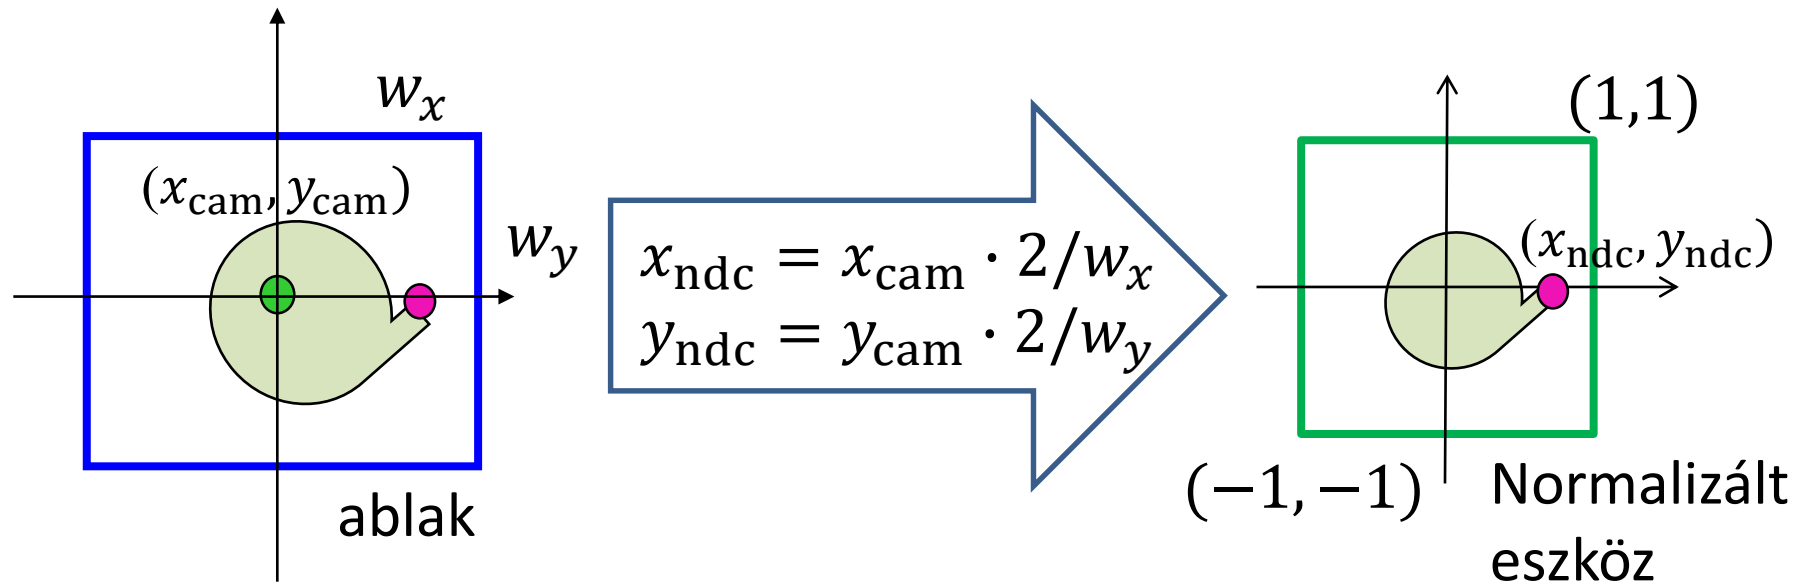 w_x
(x_cam, y_cam)
w_y
ablak
x_ndc = x_cam · 2/w_x
y_ndc = y_cam · 2/w_y
(1,1)
(x_ndc, y_ndc)
(−1, −1)
Normalizált
eszköz